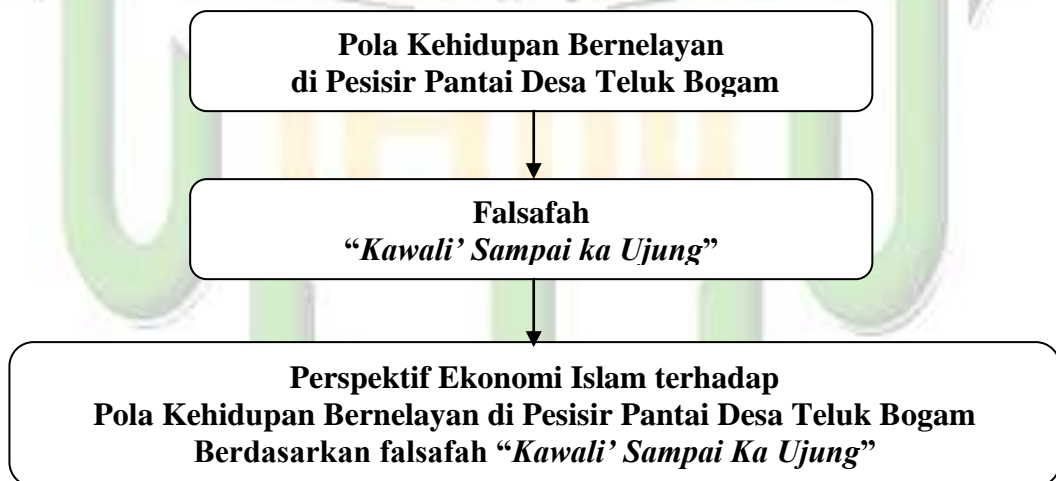 Pola Kehidupan Bernelayan
di Pesisir Pantai Desa Teluk Bogam
Falsafah
“Kawali’ Sampai ka Ujung”
Perspektif Ekonomi Islam terhadap
Pola Kehidupan Bernelayan di Pesisir Pantai Desa Teluk Bogam
Berdasarkan falsafah “Kawali’ Sampai Ka Ujung”